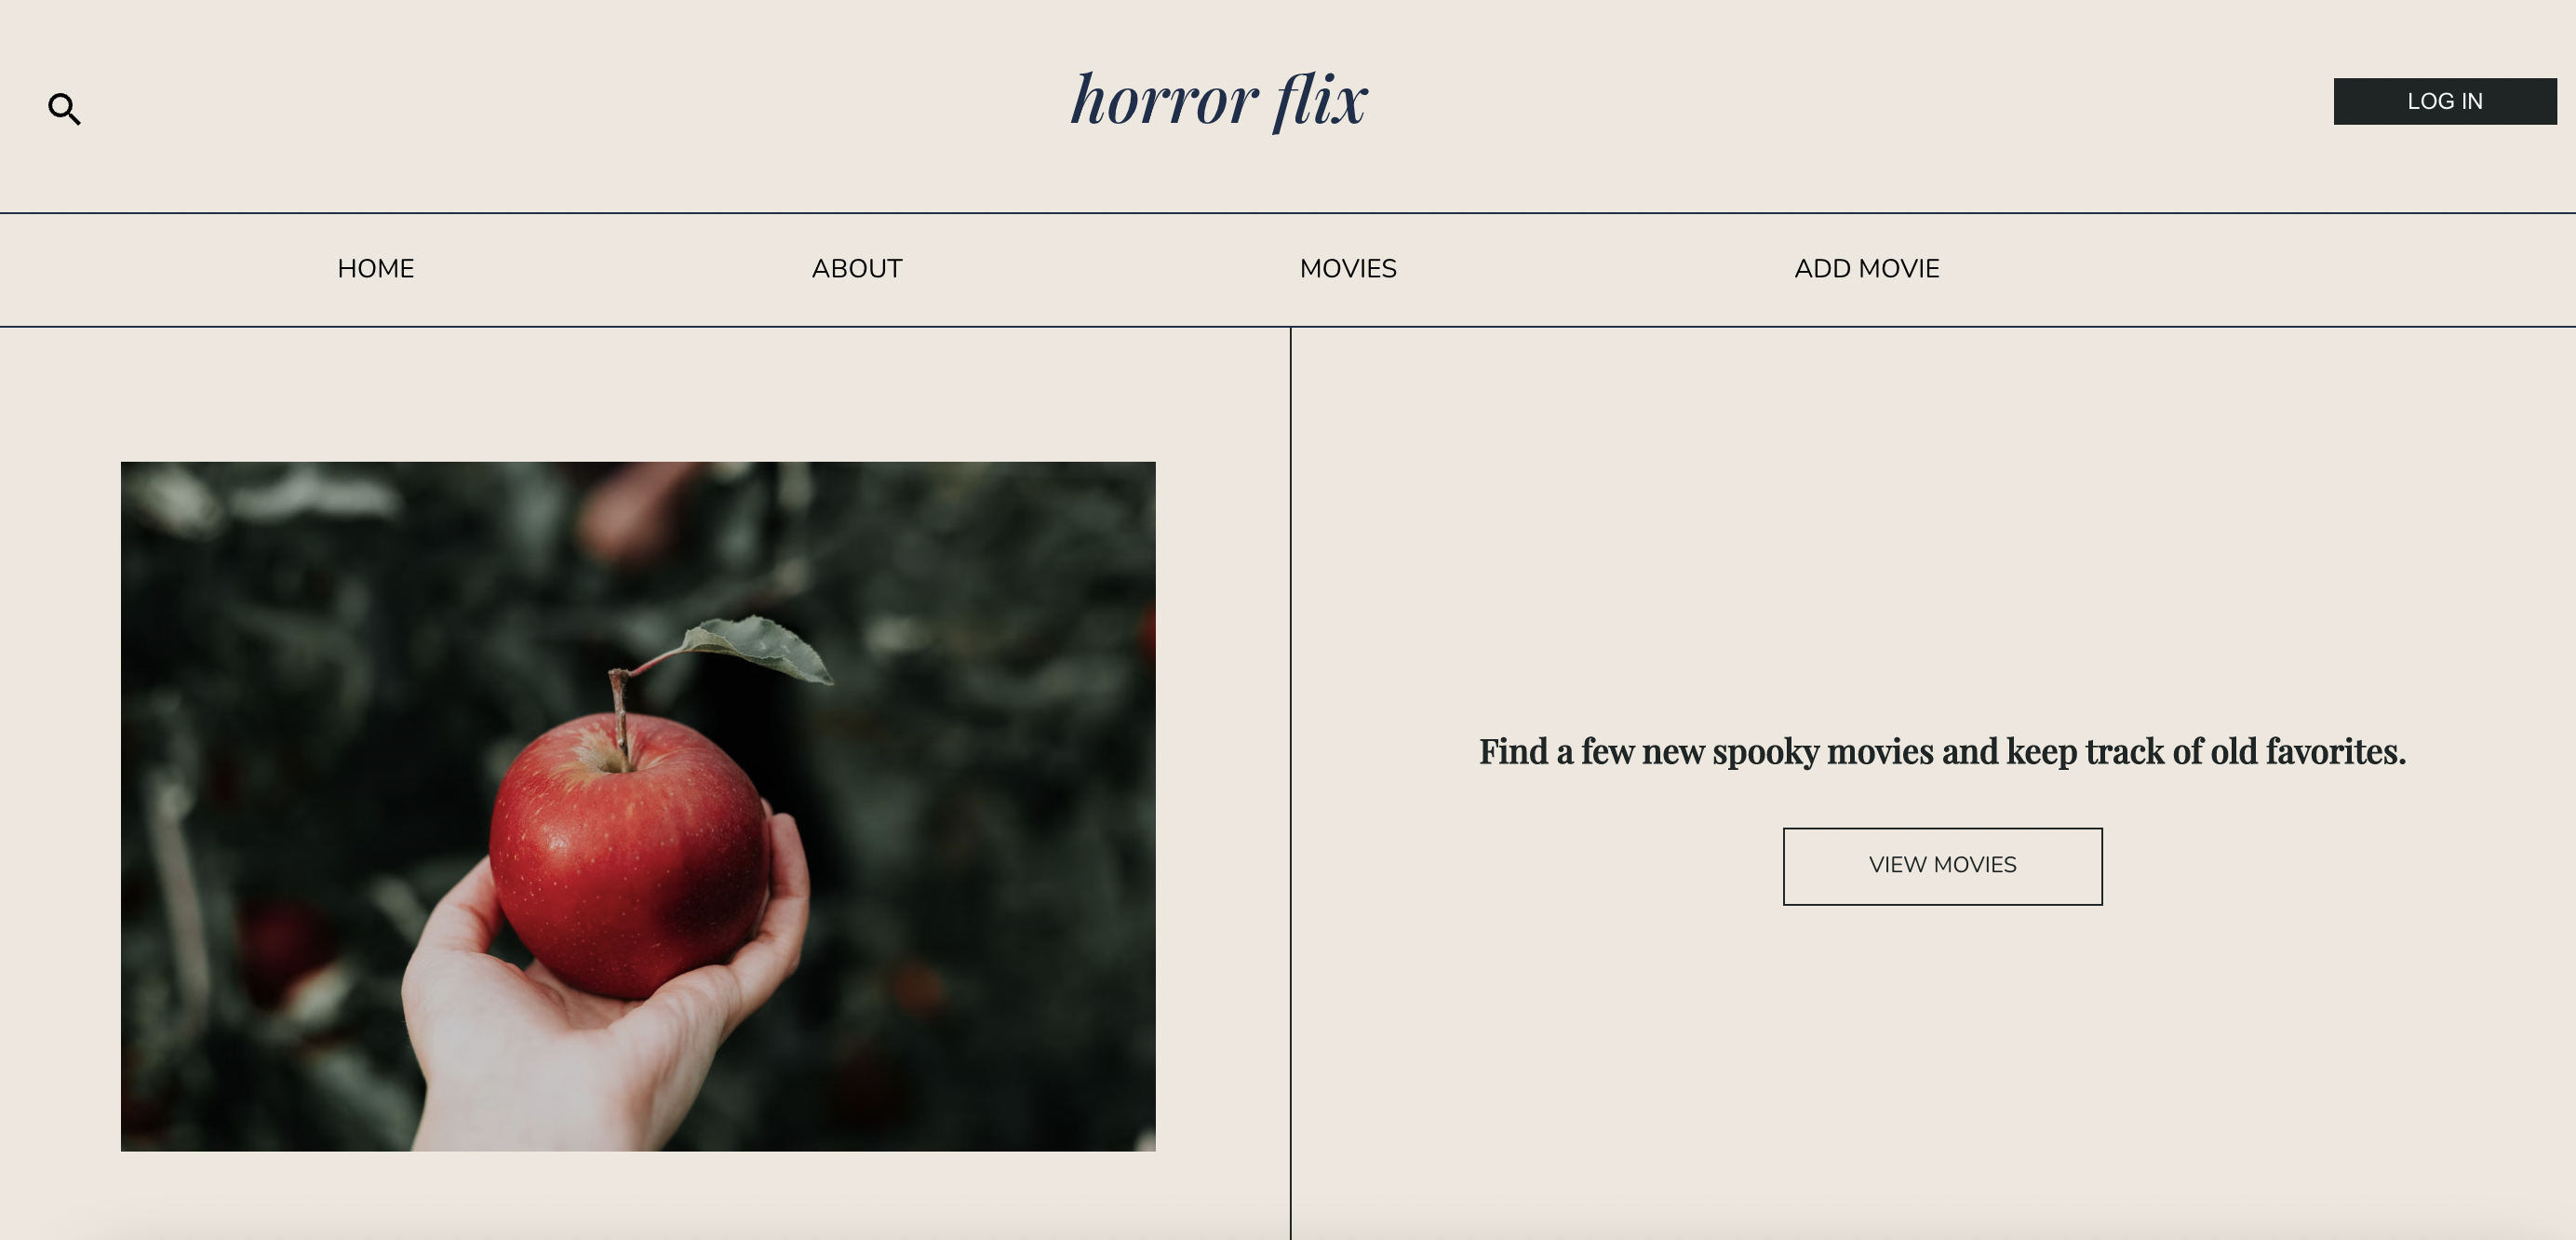 horror flix
LOG IN
HOME
ABOUT
MOVIES
ADD MOVIE
Find a few new spooky movies and keep track of old favorites.
VIEW MOVIES